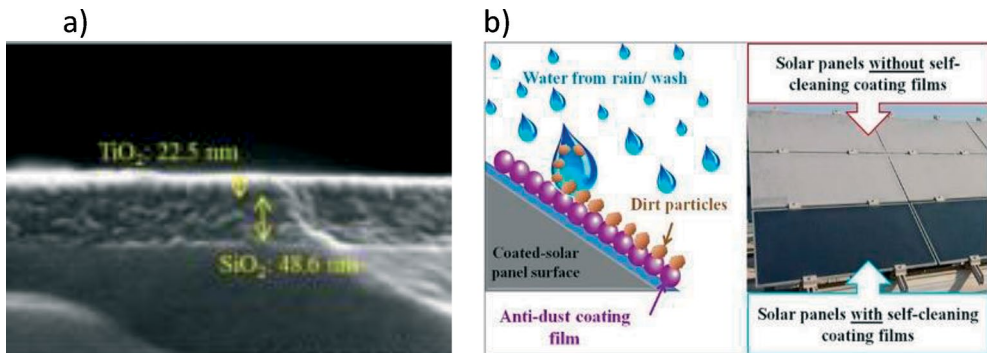 a)
b)
TiO₂: 22.5 nm
SiO₂: 48.6 nm
Water from rain/ wash
Dirt particles
Coated-solar
panel surface
Anti-dust coating
film
Solar panels without self-
cleaning coating films
Solar panels with self-cleaning
coating films